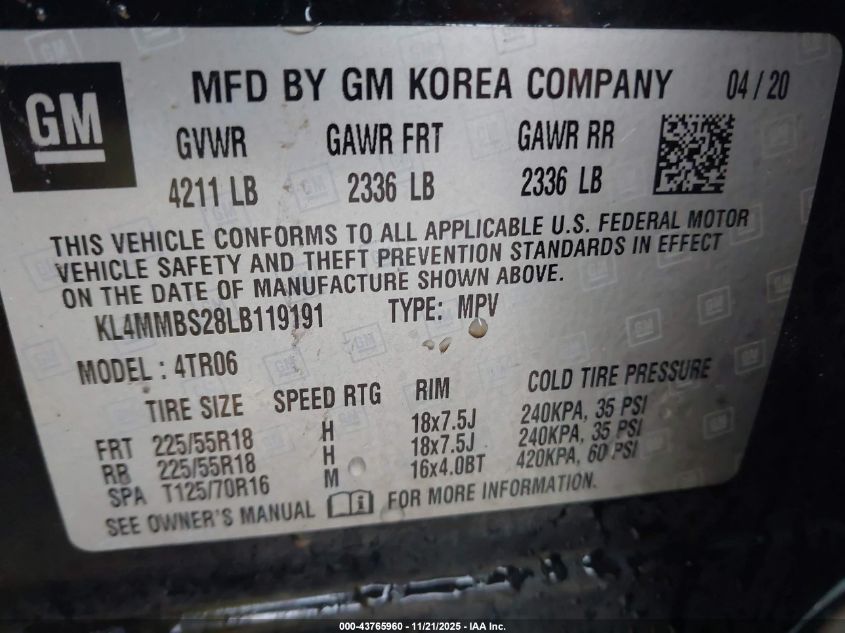 GM
MFD BY GM KOREA COMPANY 04/20
GVWR GAWR FRT GAWR RR
4211 LB 2336 LB 2336 LB
THIS VEHICLE CONFORMS TO ALL APPLICABLE U.S. FEDERAL MOTOR
VEHICLE SAFETY AND THEFT PREVENTION STANDARDS IN EFFECT
ON THE DATE OF MANUFACTURE SHOWN ABOVE.
KL4MMBS28LB119191 TYPE: MPV
MODEL : 4TR06
TIRE SIZE SPEED RTG RIM COLD TIRE PRESSURE
FRT 225/55R18 H 18x7.5J 240KPA, 35 PSI
RR 225/55R18 H 18x7.5J 240KPA, 35 PSI
SPA T125/70R16 M 16x4.0BT 420KPA, 60 PSI
SEE OWNER'S MANUAL FOR MORE INFORMATION.
000-43765960 - 11/21/2025 - IAA Inc.